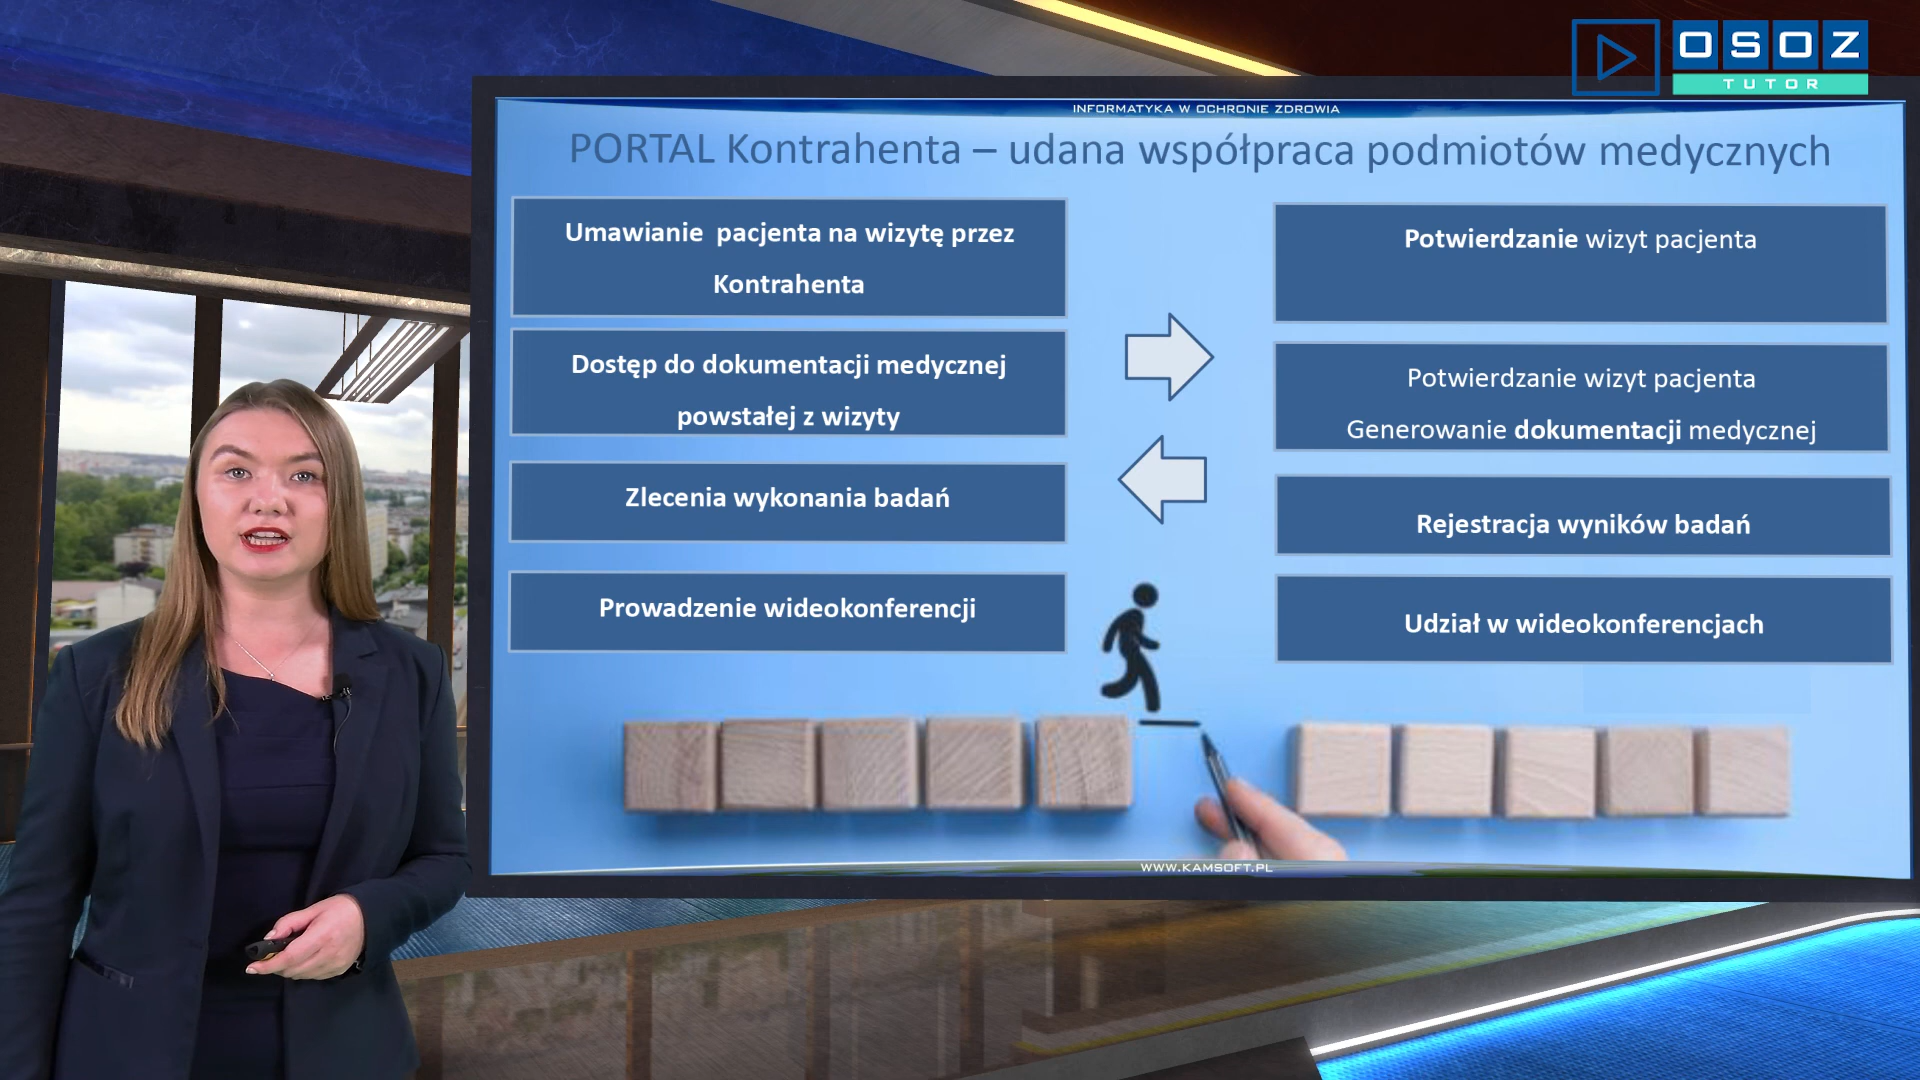 OSOZ
TUTOR
INFORMATYKA W OCHRONIE ZDROWIA
PORTAL Kontrahenta – udana współpraca podmiotów medycznych
Umawianie pacjenta na wizytę przez
Kontrahenta
Dostęp do dokumentacji medycznej
powstałej z wizyty
Zlecenia wykonania badań
Prowadzenie wideokonferencji
Potwierdzanie wizyt pacjenta
Potwierdzanie wizyt pacjenta
Generowanie dokumentacji medycznej
Rejestracja wyników badań
Udział w wideokonferencjach
WWW.KAMSOFT.PL